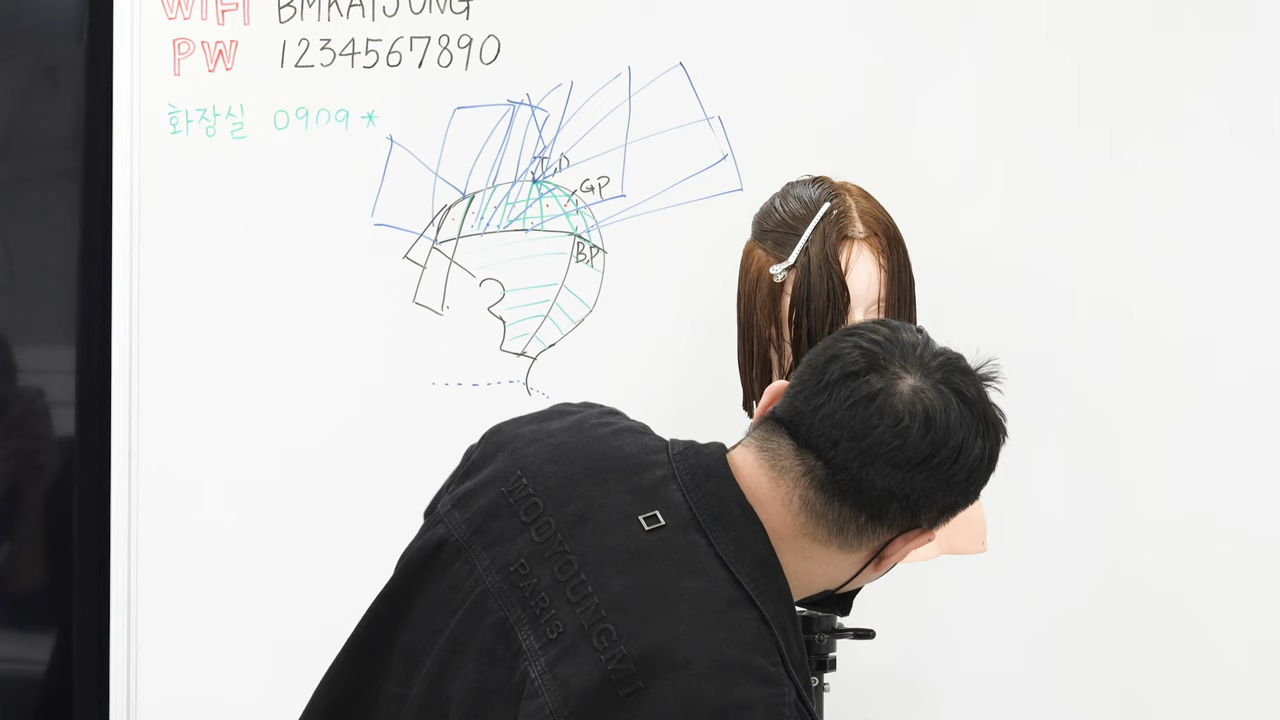 WIFI BMKAIJUNG
PW 1234567890
화장실 0909*
T.P
GP
B.P
WOOYOUNGMI
PARIS